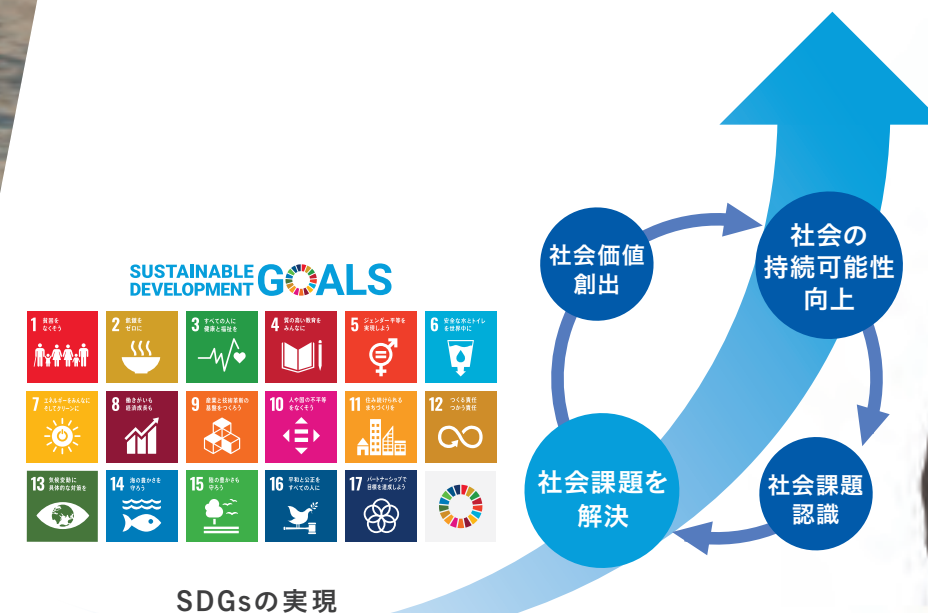 SUSTAINABLE
DEVELOPMENT
GOALS
1 貧困を
なくそう
2 飢餓を
ゼロに
3 すべての人に
健康と福祉を
4 質の高い教育を
みんなに
5 ジェンダー平等を
実現しよう
6 安全な水とトイレ
を世界中に
7 エネルギーをみんなに
そしてクリーンに
8 働きがいも
経済成長も
9 産業と技術革新の
基盤をつくろう
10 人や国の不平等
をなくそう
11 住み続けられる
まちづくりを
12 つくる責任
つかう責任
13 気候変動に
具体的な対策を
14 海の豊かさを
守ろう
15 陸の豊かさも
守ろう
16 平和と公正を
すべての人に
17 パートナーシップで
目標を達成しよう
SDGsの実現
社会価値
創出
社会の
持続可能性
向上
社会課題を
解決
社会課題
認識